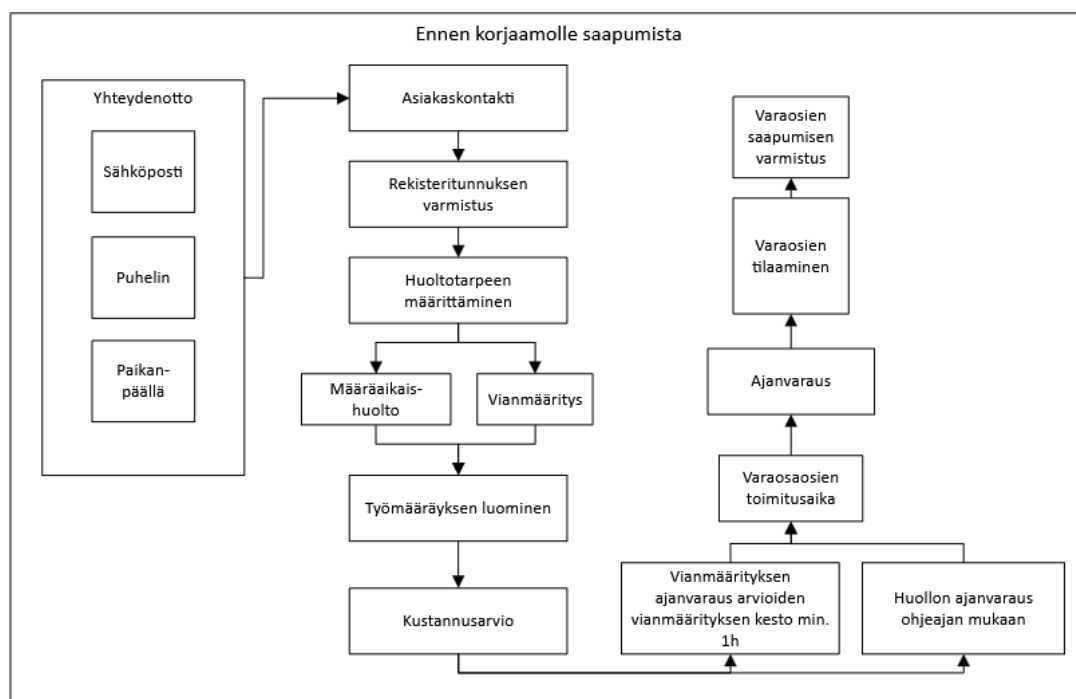 Ennen korjaamolle saapumista
Yhteydenotto
Sähköposti
Puhelin
Paikan-
päällä
Asiakaskontakti
Rekisteritunnuksen
varmistus
Huoltotarpeen
määrittäminen
Määräaikais-
huolto
Vianmääritys
Työmääräyksen luominen
Kustannusarvio
Vianmäärityksen
ajanvaraus arvioiden
vianmäärityksen kesto min.
1h
Huollon ajanvaraus
ohjeajan mukaan
Varaosaosien
toimitusaika
Ajanvaraus
Varaosien
tilaaminen
Varaosien
saapumisen
varmistus